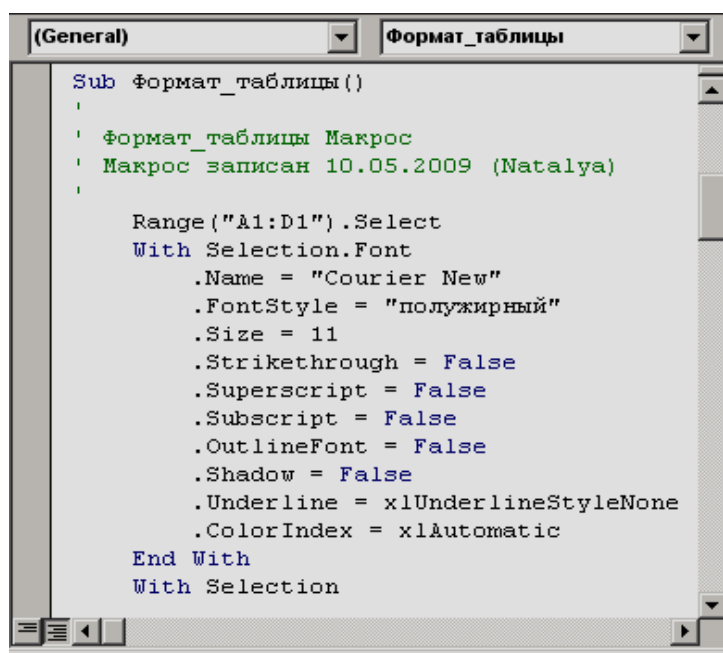 (General) Формат_таблицы
Sub Формат_таблицы()
'
' Формат_таблицы Макрос
' Макрос записан 10.05.2009 (Natalya)
'
Range("A1:D1").Select
With Selection.Font
.Name = "Courier New"
.FontStyle = "полужирный"
.Size = 11
.Strikethrough = False
.Superscript = False
.Subscript = False
.OutlineFont = False
.Shadow = False
.Underline = xlUnderlineStyleNone
.ColorIndex = xlAutomatic
End With
With Selection